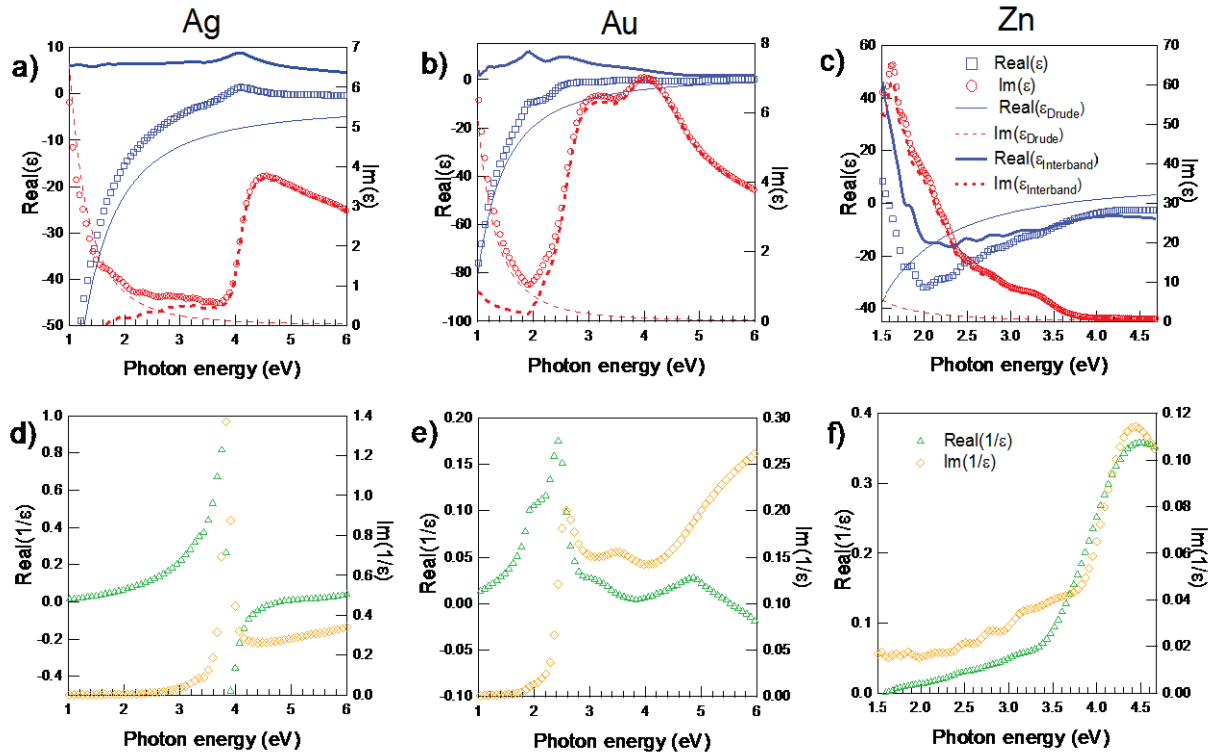 Ag
Au
Zn
a)
10
0
-10
-20
-30
-40
-50
Real(ε)
7
6
5
4
3
2
1
0
Im(ε)
1 2 3 4 5 6
Photon energy (eV)
b)
0
-20
-40
-60
-80
-100
Real(ε)
8
6
4
2
0
Im(ε)
1 2 3 4 5 6
Photon energy (eV)
c)
60
40
20
0
-20
-40
Real(ε)
70
60
50
40
30
20
10
0
Im(ε)
1.5 2.0 2.5 3.0 3.5 4.0 4.5
Photon energy (eV)
Real(ε)
Im(ε)
Real(εDrude)
Im(εDrude)
Real(εInterband)
Im(εInterband)
d)
1.0
0.8
0.6
0.4
0.2
0.0
-0.2
-0.4
Real(1/ε)
1.4
1.2
1.0
0.8
0.6
0.4
0.2
0.0
Im(1/ε)
1 2 3 4 5 6
Photon energy (eV)
e)
0.20
0.15
0.10
0.05
0.00
-0.05
-0.10
Real(1/ε)
0.30
0.25
0.20
0.15
0.10
0.05
0.00
Im(1/ε)
1 2 3 4 5 6
Photon energy (eV)
f)
0.4
0.3
0.2
0.1
0.0
Real(1/ε)
0.12
0.10
0.08
0.06
0.04
0.02
0.00
Im(1/ε)
1.5 2.0 2.5 3.0 3.5 4.0 4.5
Photon energy (eV)
Real(1/ε)
Im(1/ε)